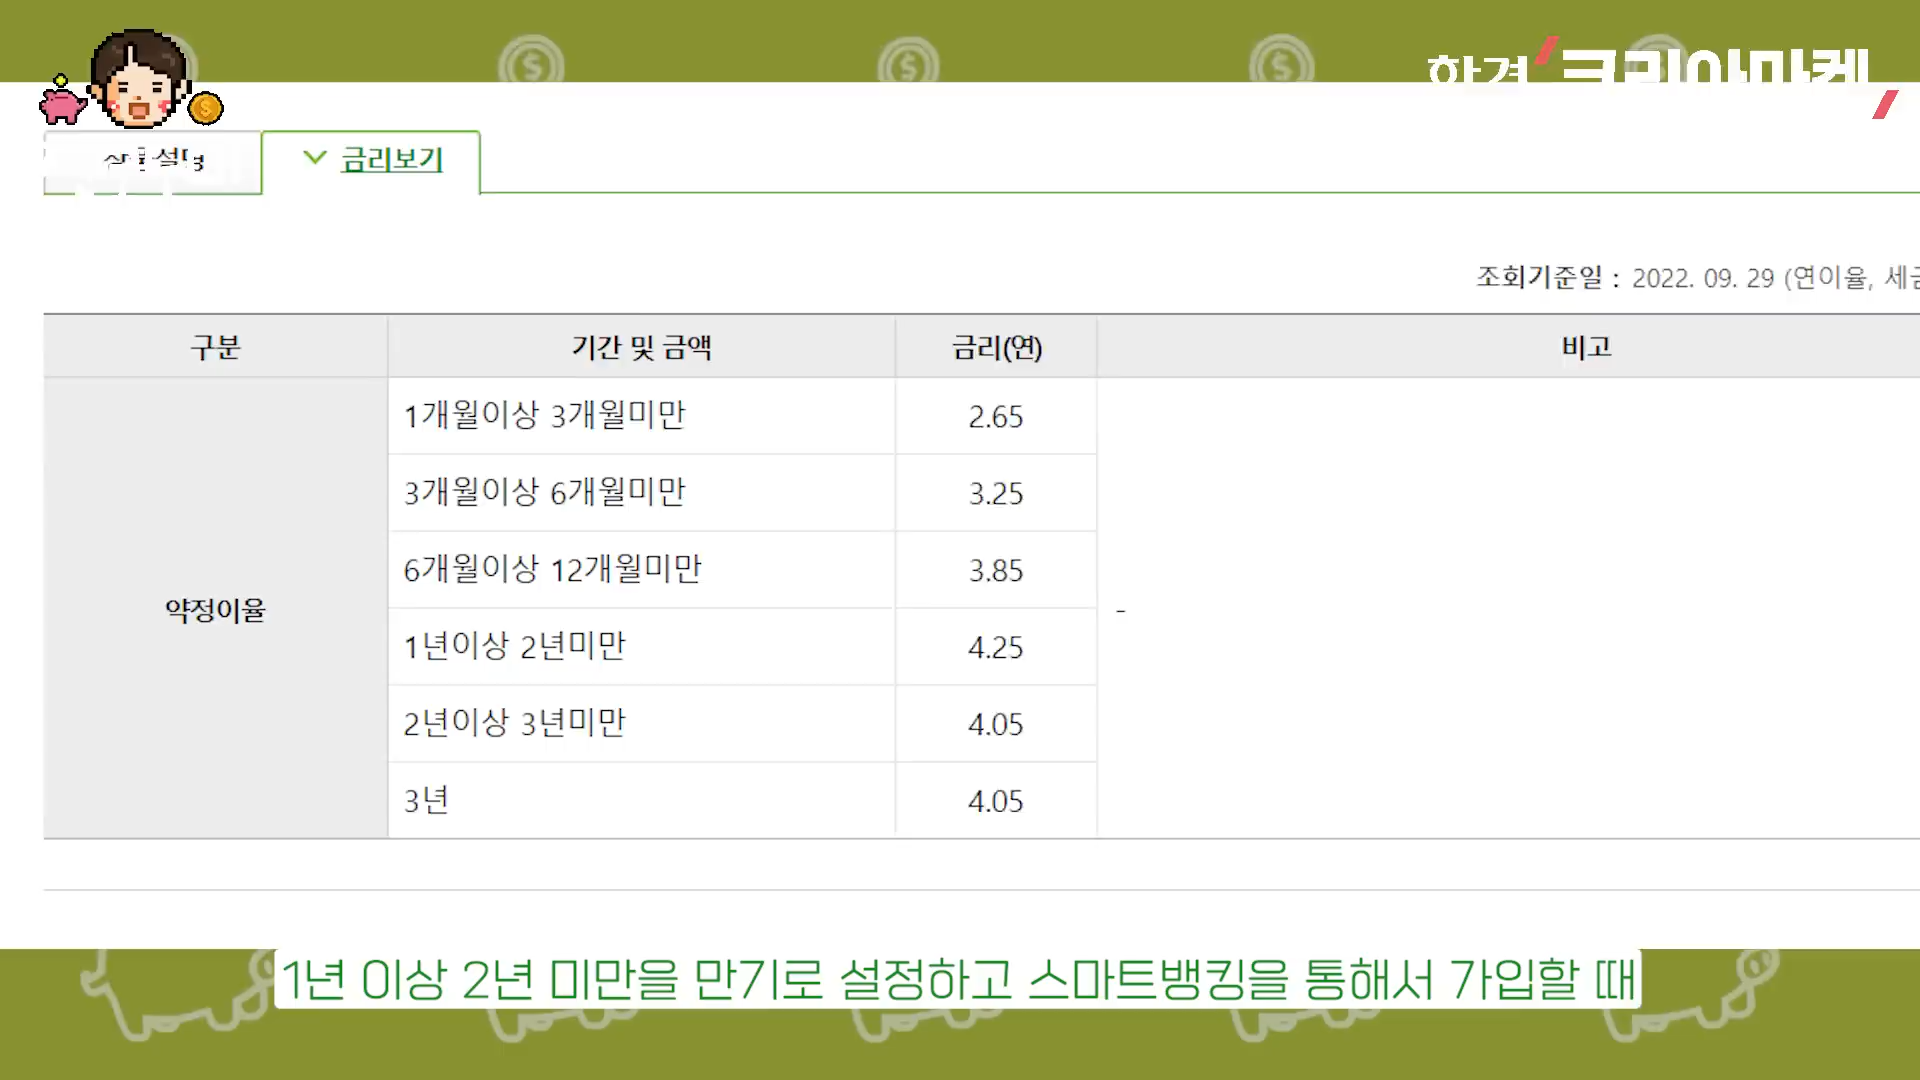 한경
금리보기
조회기준일 : 2022. 09. 29 (연이율, 세금
구분 기간 및 금액 금리(연) 비고
약정이율
1개월이상 3개월미만 2.65
3개월이상 6개월미만 3.25
6개월이상 12개월미만 3.85
1년이상 2년미만 4.25
-
2년이상 3년미만 4.05
3년 4.05
1년 이상 2년 미만을 만기로 설정하고 스마트뱅킹을 통해서 가입할 때